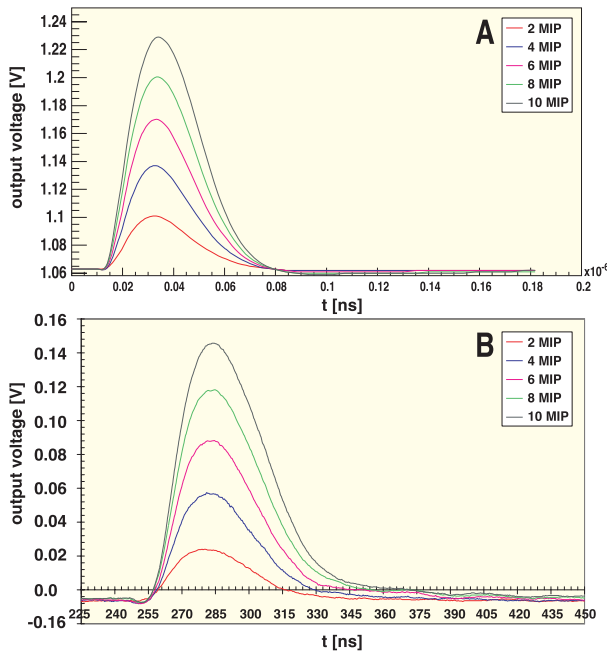 A
2 MIP
4 MIP
6 MIP
8 MIP
10 MIP
output voltage [V]
1.24
1.22
1.2
1.18
1.16
1.14
1.12
1.1
1.08
1.06
0 0.02 0.04 0.06 0.08 0.1 0.12 0.14 0.16 0.18 0.2
x10-6
t [ns]
B
2 MIP
4 MIP
6 MIP
8 MIP
10 MIP
output voltage [V]
0.16
0.14
0.12
0.10
0.08
0.06
0.04
0.02
0.0
-0.16
225 240 255 270 285 300 315 330 345 360 375 390 405 420 435 450
t [ns]